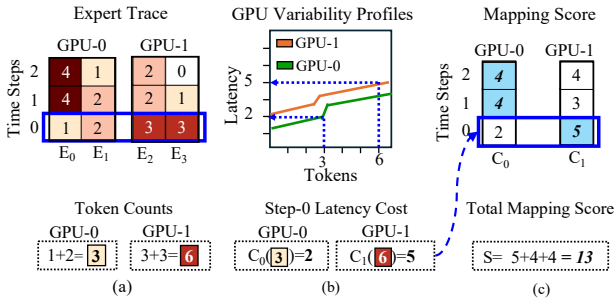 Expert Trace
GPU-0 GPU-1
Time Steps
2 4 1 2 0
1 4 2 2 1
0 1 2 3 3
E0 E1 E2 E3
Token Counts
GPU-0 GPU-1
1+2= 3 3+3= 6
(a)
GPU Variability Profiles
GPU-1
GPU-0
Latency
5
2
3 6
Tokens
Step-0 Latency Cost
GPU-0 GPU-1
C0(3)=2 C1(6)=5
(b)
Mapping Score
GPU-0 GPU-1
Time Steps
2 4 4
1 4 3
0 2 5
C0 C1
Total Mapping Score
S= 5+4+4 = 13
(c)